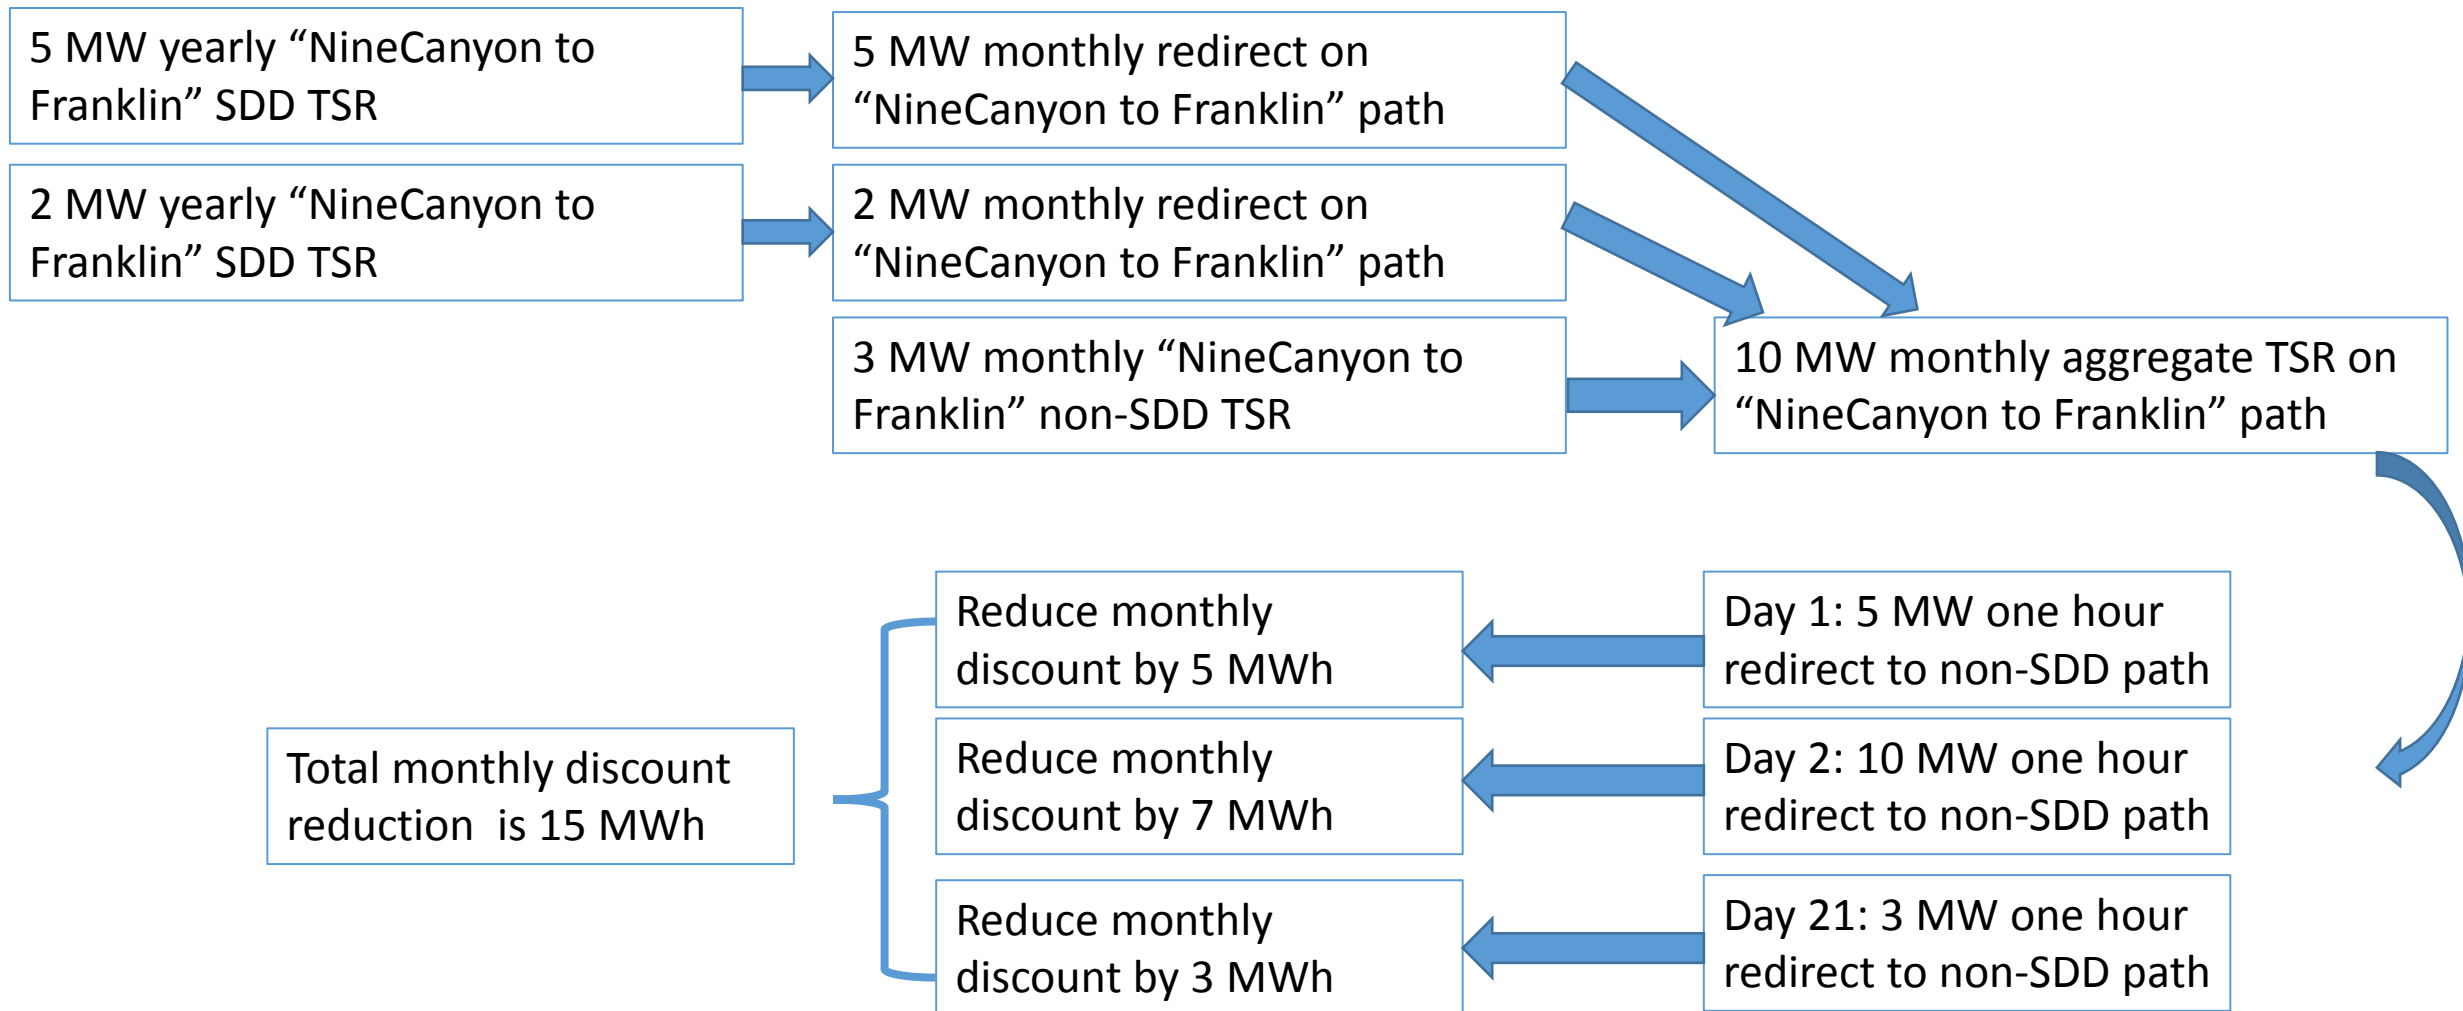 5 MW yearly “NineCanyon to
Franklin” SDD TSR
5 MW monthly redirect on
“NineCanyon to Franklin” path
2 MW yearly “NineCanyon to
Franklin” SDD TSR
2 MW monthly redirect on
“NineCanyon to Franklin” path
3 MW monthly “NineCanyon to
Franklin” non-SDD TSR
10 MW monthly aggregate TSR on
“NineCanyon to Franklin” path
Day 1: 5 MW one hour
redirect to non-SDD path
Reduce monthly
discount by 5 MWh
Day 2: 10 MW one hour
redirect to non-SDD path
Reduce monthly
discount by 7 MWh
Day 21: 3 MW one hour
redirect to non-SDD path
Reduce monthly
discount by 3 MWh
Total monthly discount
reduction  is 15 MWh